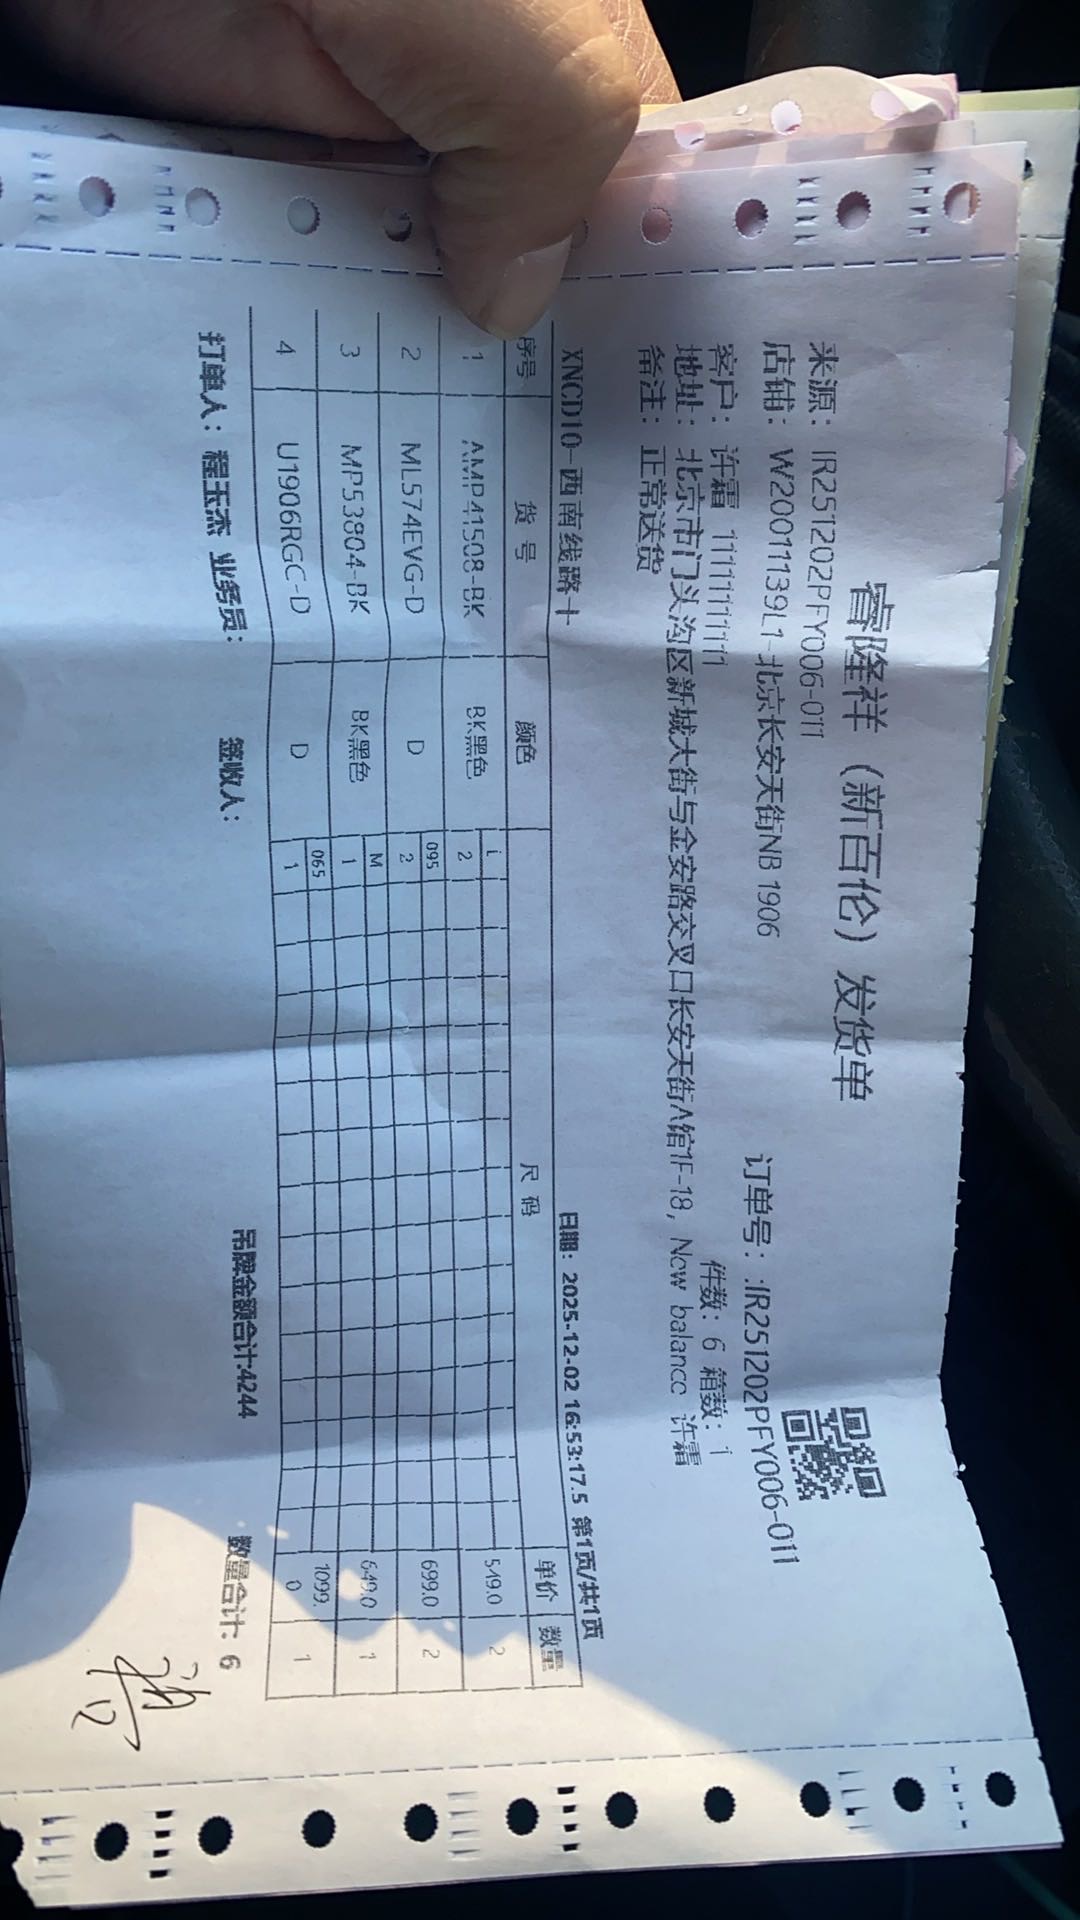 睿隆祥（新百伦）发货单
来源：IR251202PFY006-011
订单号：:IR251202PFY006-011
店铺：W20011139L1-北京长安天街NB 1906
客户：许霜 111111111
件数：6 箱数：1
地址：北京市门头沟区新城大街与金安路交叉口长安天街A馆1F-18，New balance 许霜
备注：正常送货
XNCD10-西南线路十
日期：2025-12-02 16:53:17.5 第1页/共1页
序号 货号 颜色 尺码 单价 数量
1 AMP41508-BK BK黑色 L 2 549.0 2
2 ML574EVG-D D 095 2 699.0 2
3 MP53804-BK BK黑色 M 1 649.0 1
4 U1906RGC-D D 065 1 1099.0 1
吊牌金额合计:4244 数量合计：6
打单人：程玉杰 业务员： 签收人：